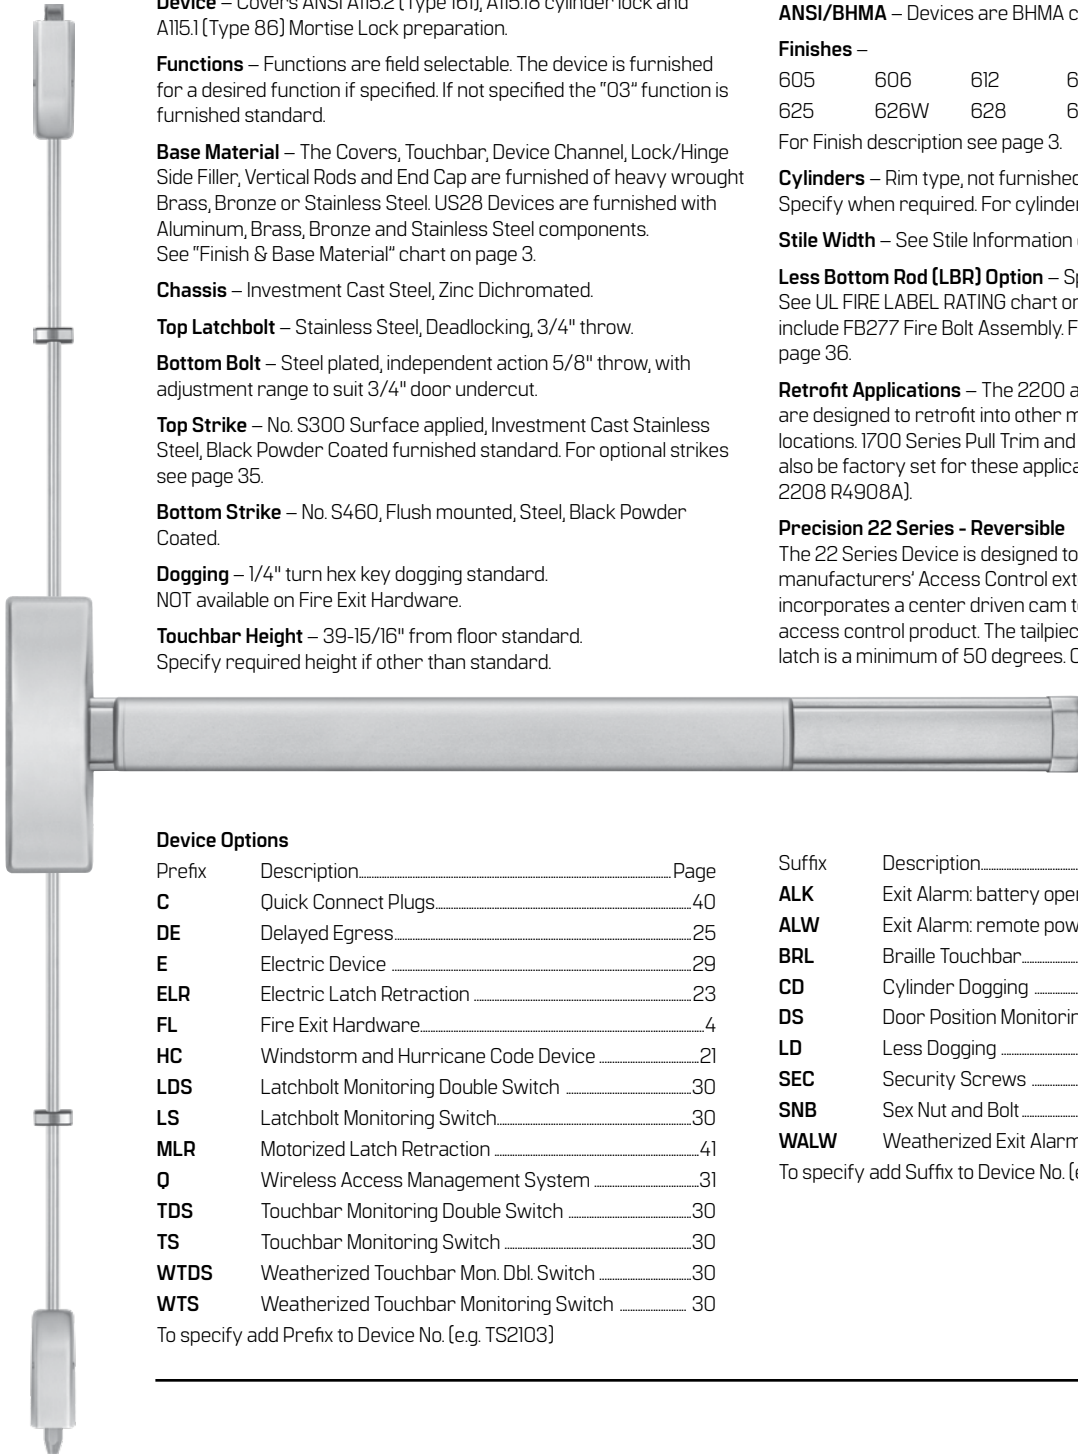 Device – Covers ANSI A115.2 (Type 161), A115.18 cylinder lock and
A115.1 (Type 86) Mortise Lock preparation.
Functions – Functions are field selectable. The device is furnished
for a desired function if specified. If not specified the "03" function is
furnished standard.
Base Material – The Covers, Touchbar, Device Channel, Lock/Hinge
Side Filler, Vertical Rods and End Cap are furnished of heavy wrought
Brass, Bronze or Stainless Steel. US28 Devices are furnished with
Aluminum, Brass, Bronze and Stainless Steel components.
See "Finish & Base Material" chart on page 3.
Chassis – Investment Cast Steel, Zinc Dichromated.
Top Latchbolt – Stainless Steel, Deadlocking, 3/4" throw.
Bottom Bolt – Steel plated, independent action 5/8" throw, with
adjustment range to suit 3/4" door undercut.
Top Strike – No. S300 Surface applied, Investment Cast Stainless
Steel, Black Powder Coated furnished standard. For optional strikes
see page 35.
Bottom Strike – No. S460, Flush mounted, Steel, Black Powder
Coated.
Dogging – 1/4" turn hex key dogging standard.
NOT available on Fire Exit Hardware.
Touchbar Height – 39-15/16" from floor standard.
Specify required height if other than standard.
ANSI/BHMA – Devices are BHMA
Finishes –
605 606 612
625 626W 628
For Finish description see page 3.
Cylinders – Rim type, not furnished
Specify when required. For
Stile Width – See Stile Information
Less Bottom Rod (LBR) Option –
See UL FIRE LABEL RATING chart
include FB277 Fire Bolt Assembly.
page 36.
Retrofit Applications – The 2200
are designed to retrofit into other
locations. 1700 Series Pull Trim and
also be factory set for these
2208 R4908A).
Precision 22 Series - Reversible
The 22 Series Device is designed to
manufacturers' Access Control
incorporates a center driven cam
access control product. The
latch is a minimum of 50 degrees.
Device Options
Prefix Description Page
C Quick Connect Plugs 40
DE Delayed Egress 25
E Electric Device 29
ELR Electric Latch Retraction 23
FL Fire Exit Hardware 4
HC Windstorm and Hurricane Code Device 21
LDS Latchbolt Monitoring Double Switch 30
LS Latchbolt Monitoring Switch 30
MLR Motorized Latch Retraction 41
Q Wireless Access Management System 31
TDS Touchbar Monitoring Double Switch 30
TS Touchbar Monitoring Switch 30
WTDS Weatherized Touchbar Mon. Dbl. Switch 30
WTS Weatherized Touchbar Monitoring Switch 30
To specify add Prefix to Device No. (e.g. TS2103)
Suffix Description
ALK Exit Alarm: battery
ALW Exit Alarm: remote
BRL Braille Touchbar
CD Cylinder Dogging
DS Door Position
LD Less Dogging
SEC Security Screws
SNB Sex Nut and Bolt
WALW Weatherized Exit Alarm
To specify add Suffix to Device No.